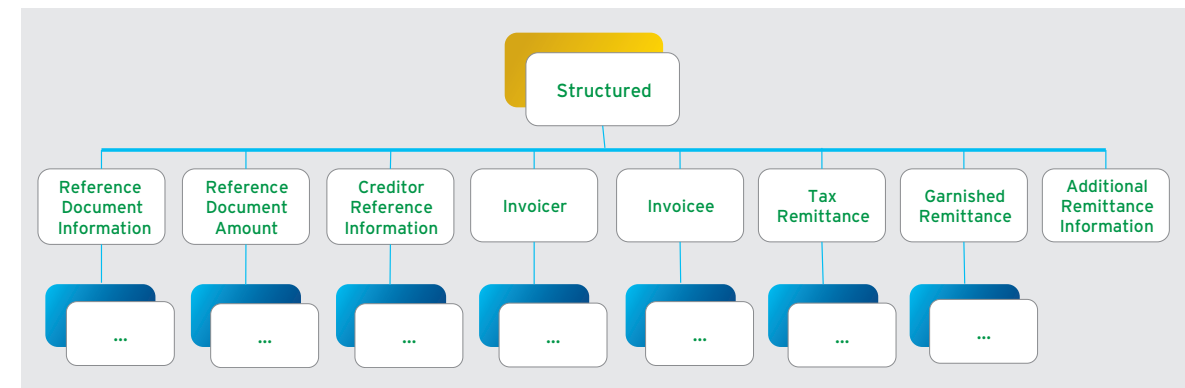 Structured
Reference
Document
Information
Reference
Document
Amount
Creditor
Reference
Information
Invoicer
Invoicee
Tax
Remittance
Garnished
Remittance
Additional
Remittance
Information
...
...
...
...
...
...
...